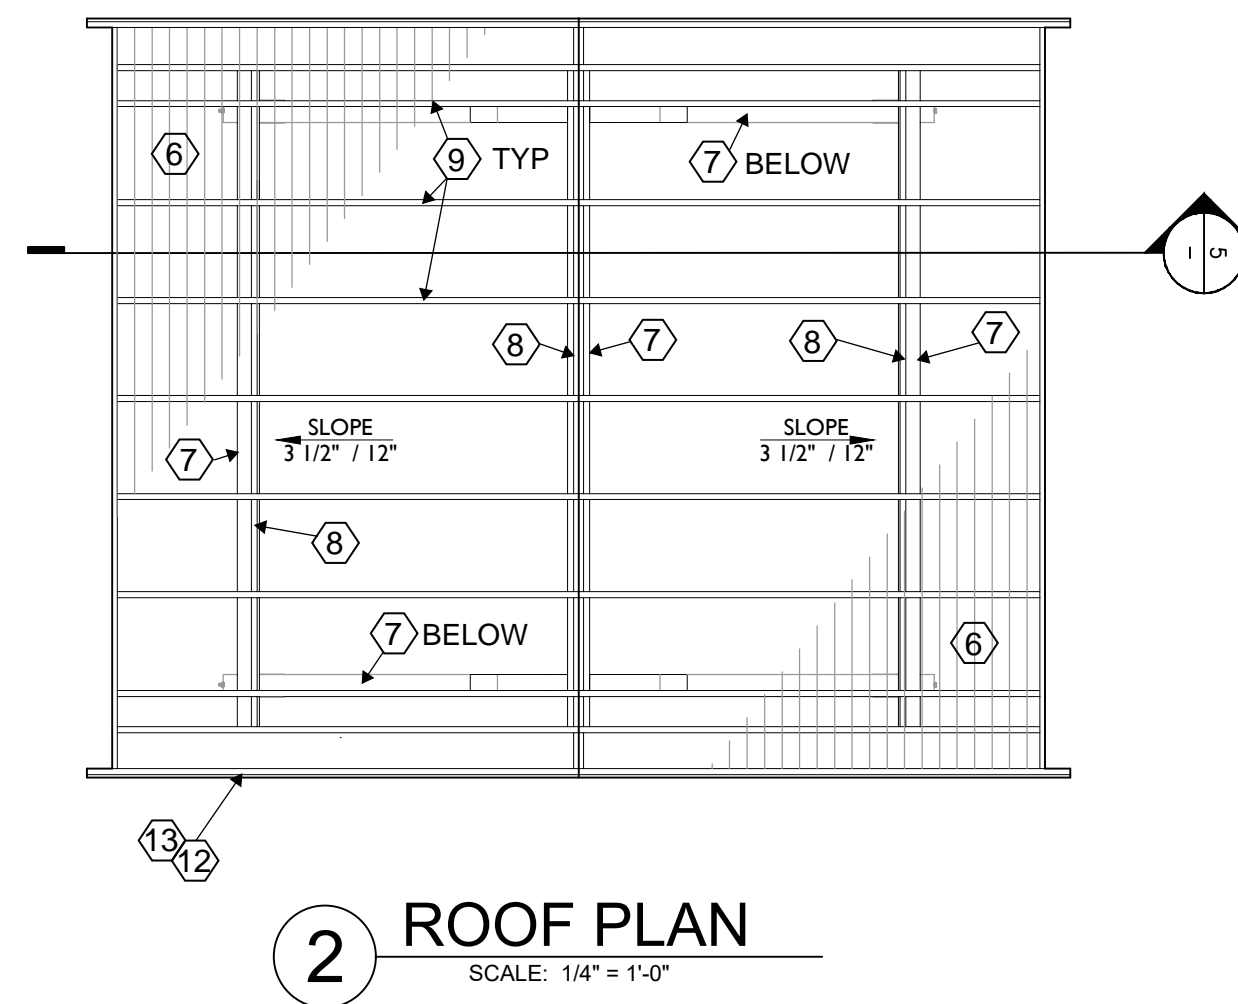 6
9 TYP
7 BELOW
5
–
8
7
8
7
SLOPE
3 1/2" / 12"
SLOPE
3 1/2" / 12"
7
8
7 BELOW
6
13
12
2
ROOF PLAN
SCALE: 1/4" = 1'-0"